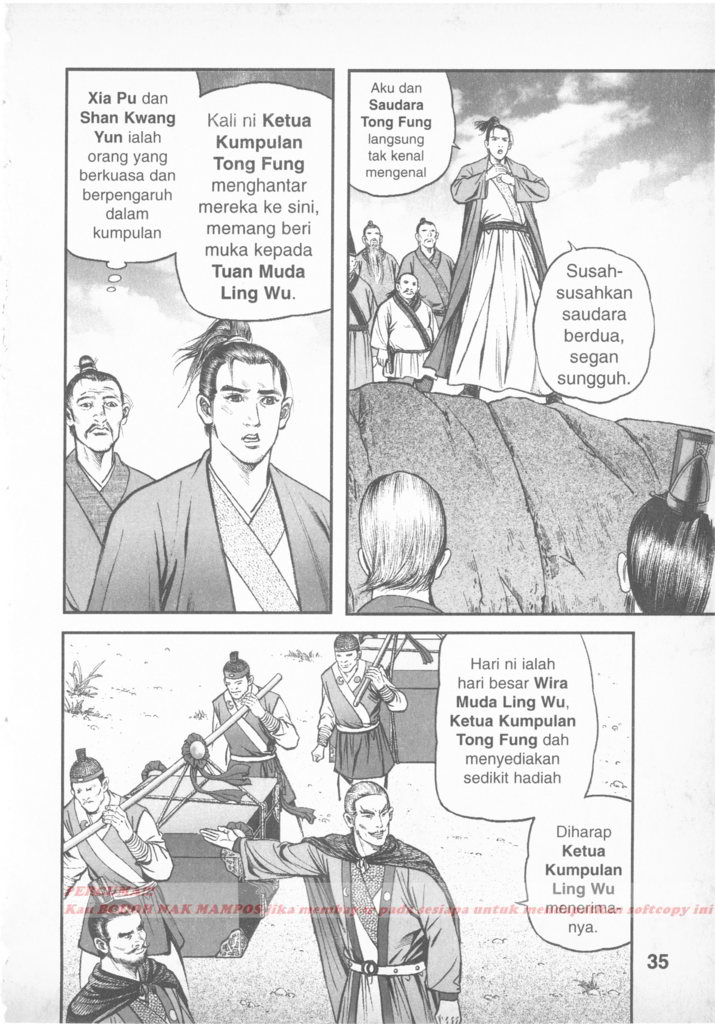 Xia Pu dan
Shan Kwang
Yun ialah
orang yang
berkuasa dan
berpengaruh
dalam
kumpulan
Kali ni Ketua
Kumpulan
Tong Fung
menghantar
mereka ke sini,
memang beri
muka kepada
Tuan Muda
Ling Wu.
Aku dan
Saudara
Tong Fung
langsung
tak kenal
mengenal
Susah-
susahkan
saudara
berdua,
segan
sungguh.
Hari ni ialah
hari besar Wira
Muda Ling Wu,
Ketua Kumpulan
Tong Fung dah
menyediakan
sedikit hadiah
Diharap
Ketua
Kumpulan
Ling Wu
menerima-
nya.
PERCUMA!!!
Kau BODOH NAK MAMPOS jika membayar pada sesiapa untuk mendapatkan softcopy ini
35